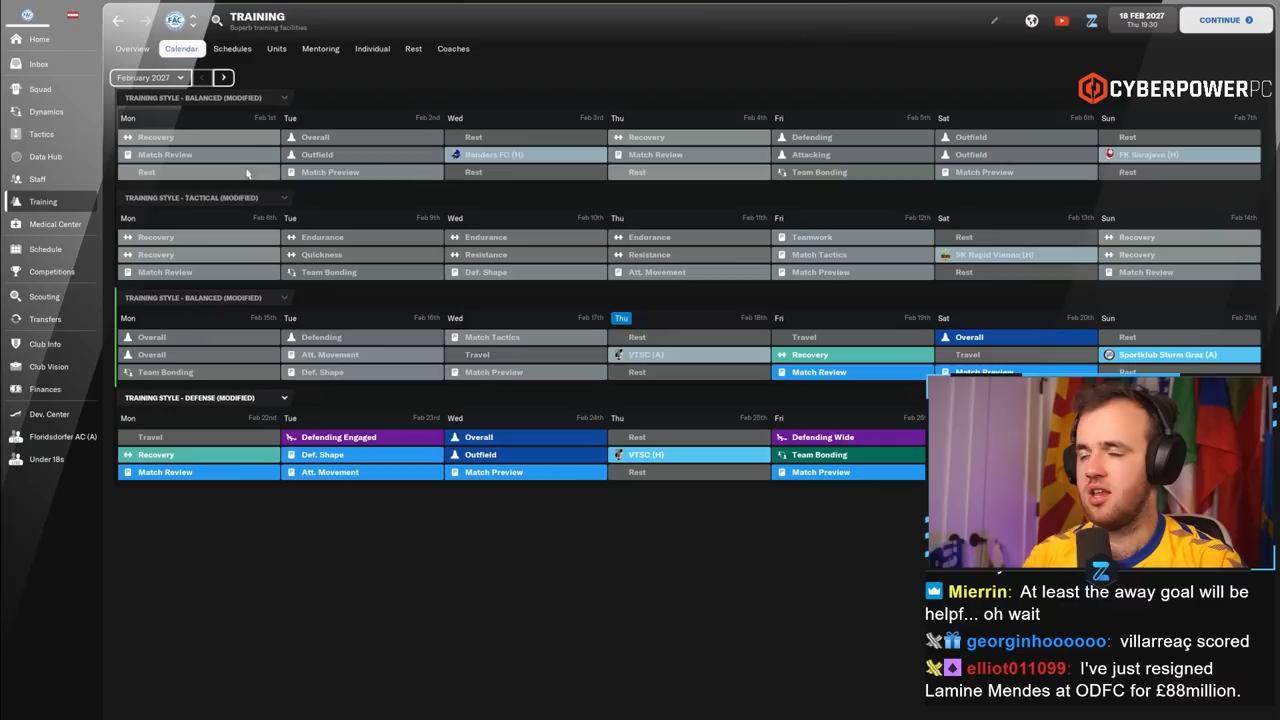 TRAINING
Superb training facilities
18 FEB 2027
Thu 19:30
CONTINUE
Home
Inbox
Squad
Dynamics
Tactics
Data Hub
Staff
Training
Medical Center
Schedule
Competitions
Scouting
Transfers
Club Info
Club Vision
Finances
Dev. Center
Floridsdorfer AC (A)
Under 18s
Overview Calendar Schedules Units Mentoring Individual Rest Coaches
February 2027
CYBERPOWERPC
TRAINING STYLE - BALANCED (MODIFIED)
Mon Feb 1st Tue Feb 2nd Wed Feb 3rd Thu Feb 4th Fri Feb 5th Sat Feb 6th Sun Feb 7th
Recovery Overall Rest Recovery Defending Outfield Rest
Match Review Outfield Randers FC (H) Match Review Attacking Outfield FK Sarajevo (H)
Rest Match Preview Rest Rest Team Bonding Match Preview Rest
TRAINING STYLE - TACTICAL (MODIFIED)
Mon Feb 8th Tue Feb 9th Wed Feb 10th Thu Feb 11th Fri Feb 12th Sat Feb 13th Sun Feb 14th
Recovery Endurance Endurance Endurance Teamwork Rest Recovery
Recovery Quickness Resistance Resistance Match Tactics SK Rapid Vienna (H) Recovery
Match Review Team Bonding Def. Shape Att. Movement Match Preview Rest Match Review
TRAINING STYLE - BALANCED (MODIFIED)
Mon Feb 15th Tue Feb 16th Wed Feb 17th Thu Feb 18th Fri Feb 19th Sat Feb 20th Sun Feb 21st
Overall Defending Match Tactics Rest Travel Overall Rest
Overall Att. Movement Travel VTSC (A) Recovery Travel Sportklub Sturm Graz (A)
Team Bonding Def. Shape Match Preview Rest Match Review Match Preview Rest
TRAINING STYLE - DEFENSE (MODIFIED)
Mon Feb 22nd Tue Feb 23rd Wed Feb 24th Thu Feb 25th Fri Feb 26
Travel Defending Engaged Overall Rest Defending Wide
Recovery Def. Shape Outfield VTSC (H) Team Bonding
Match Review Att. Movement Match Preview Rest Match Preview
Mierrin: At least the away goal will be
helpf... oh wait
georginhoooooo: villarreaç scored
elliot011099: I've just resigned
Lamine Mendes at ODFC for £88million.